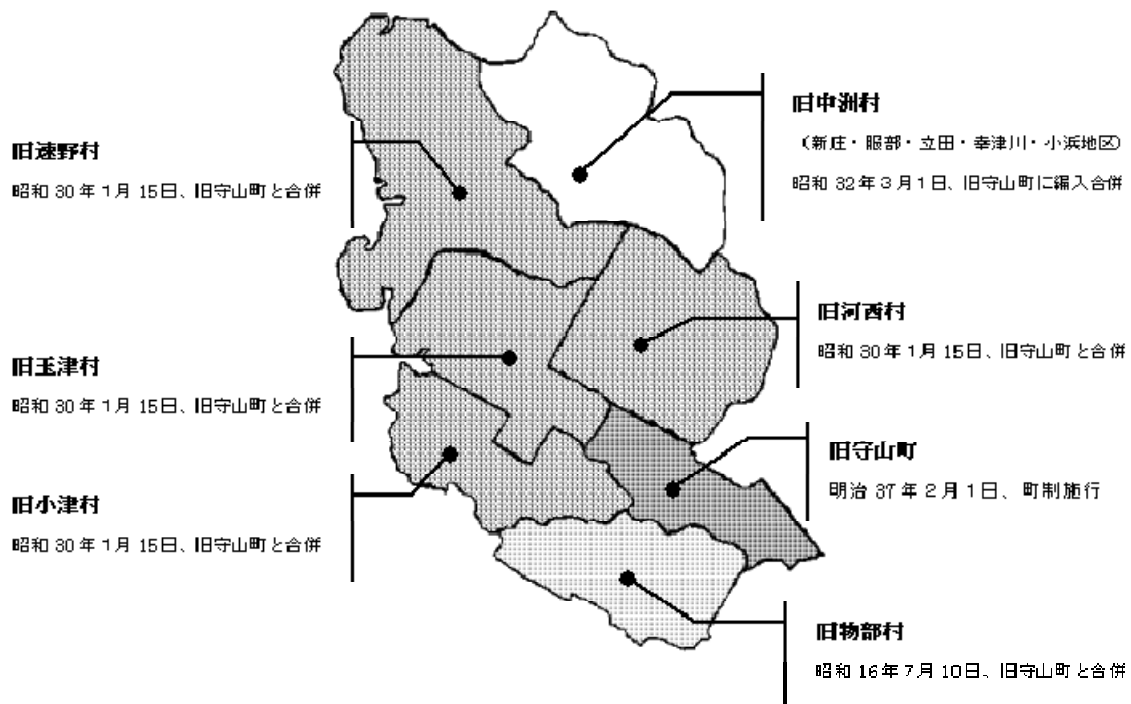 旧速野村
昭和 30 年 1 月 15 日、旧守山町と合併
旧玉津村
昭和 30 年 1 月 15 日、旧守山町と合併
旧小津村
昭和 30 年 1 月 15 日、旧守山町と合併
旧中洲村
（新庄・服部・立田・幸津川・小浜地区）
昭和 32 年 3 月 1 日、旧守山町に編入合併
旧河西村
昭和 30 年 1 月 15 日、旧守山町と合併
旧守山町
明治 37 年 2 月 1 日、町制施行
旧物部村
昭和 16 年 7 月 10 日、旧守山町と合併